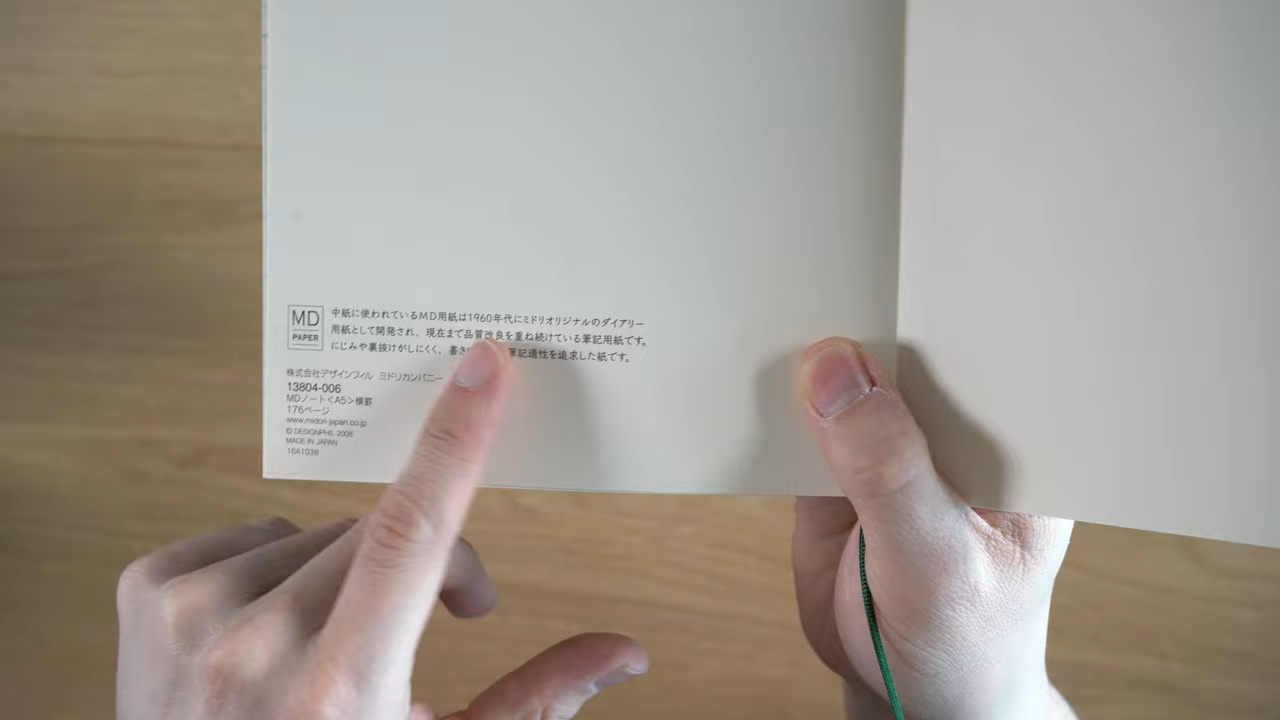 MD
PAPER
中紙に使われているMD用紙は1960年代にミドリオリジナルのダイアリー
用紙として開発され、現在まで品質改良を重ね続けている筆記用紙です。
にじみや裏抜けがしにくく、書き 筆記適性を追求した紙です。
株式会社デザインフィル ミドリカンパニー
13804-006
MDノート<A5>横罫
176ページ
www.midori-japan.co.jp
© DESIGNPHIL 2006
MADE IN JAPAN
16A1038